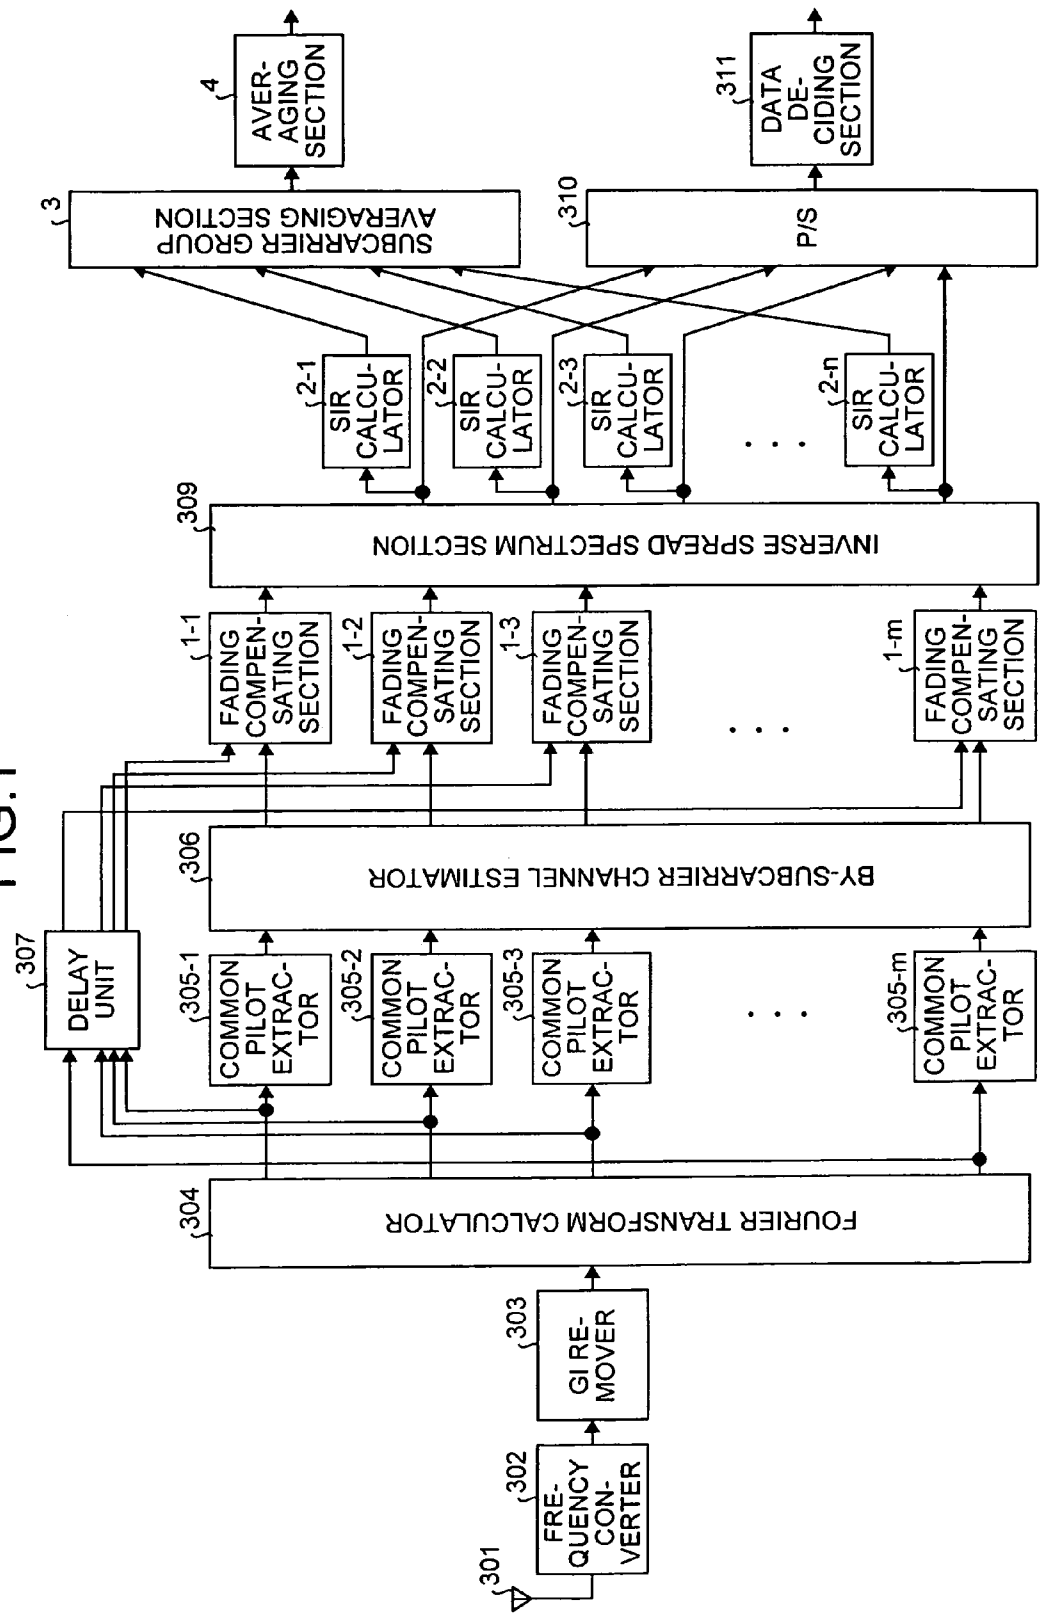 FIG.1
301
302
FRE-
QUENCY
CON-
VERTER
303
GI RE-
MOVER
304
FOURIER TRANSFORM CALCULATOR
307
DELAY
UNIT
305-1
COMMON
PILOT
EXTRAC-
TOR
305-2
COMMON
PILOT
EXTRAC-
TOR
305-3
COMMON
PILOT
EXTRAC-
TOR
. . .
305-m
COMMON
PILOT
EXTRAC-
TOR
306
BY-SUBCARRIER CHANNEL ESTIMATOR
1-1
FADING
COMPEN-
SATING
SECTION
1-2
FADING
COMPEN-
SATING
SECTION
1-3
FADING
COMPEN-
SATING
SECTION
. . .
1-m
FADING
COMPEN-
SATING
SECTION
309
INVERSE SPREAD SPECTRUM SECTION
2-1
SIR
CALCU-
LATOR
2-2
SIR
CALCU-
LATOR
2-3
SIR
CALCU-
LATOR
. . .
2-n
SIR
CALCU-
LATOR
3
SUBCARRIER GROUP
AVERAGING SECTION
4
AVER-
AGING
SECTION
310
P/S
311
DATA
DE-
CIDING
SECTION